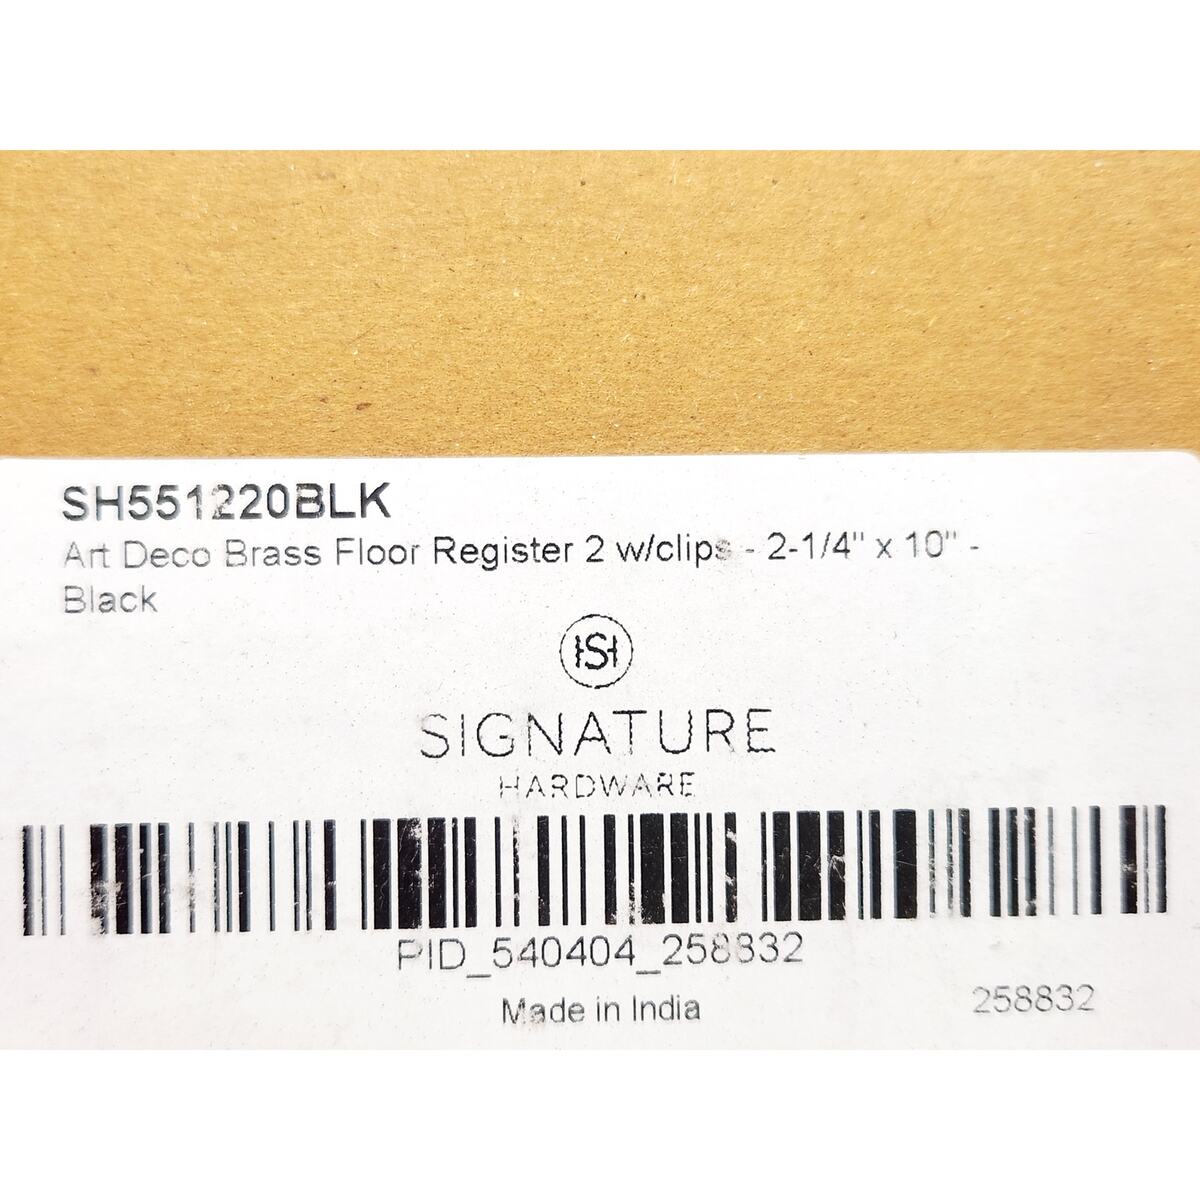 SH551220BLK
Art Deco Brass Floor Register 2 w/clips - 2-1/4" x 10" -
Black
SH
SIGNATURE
HARDWARE
PID_540404_258832
Made in India
258832